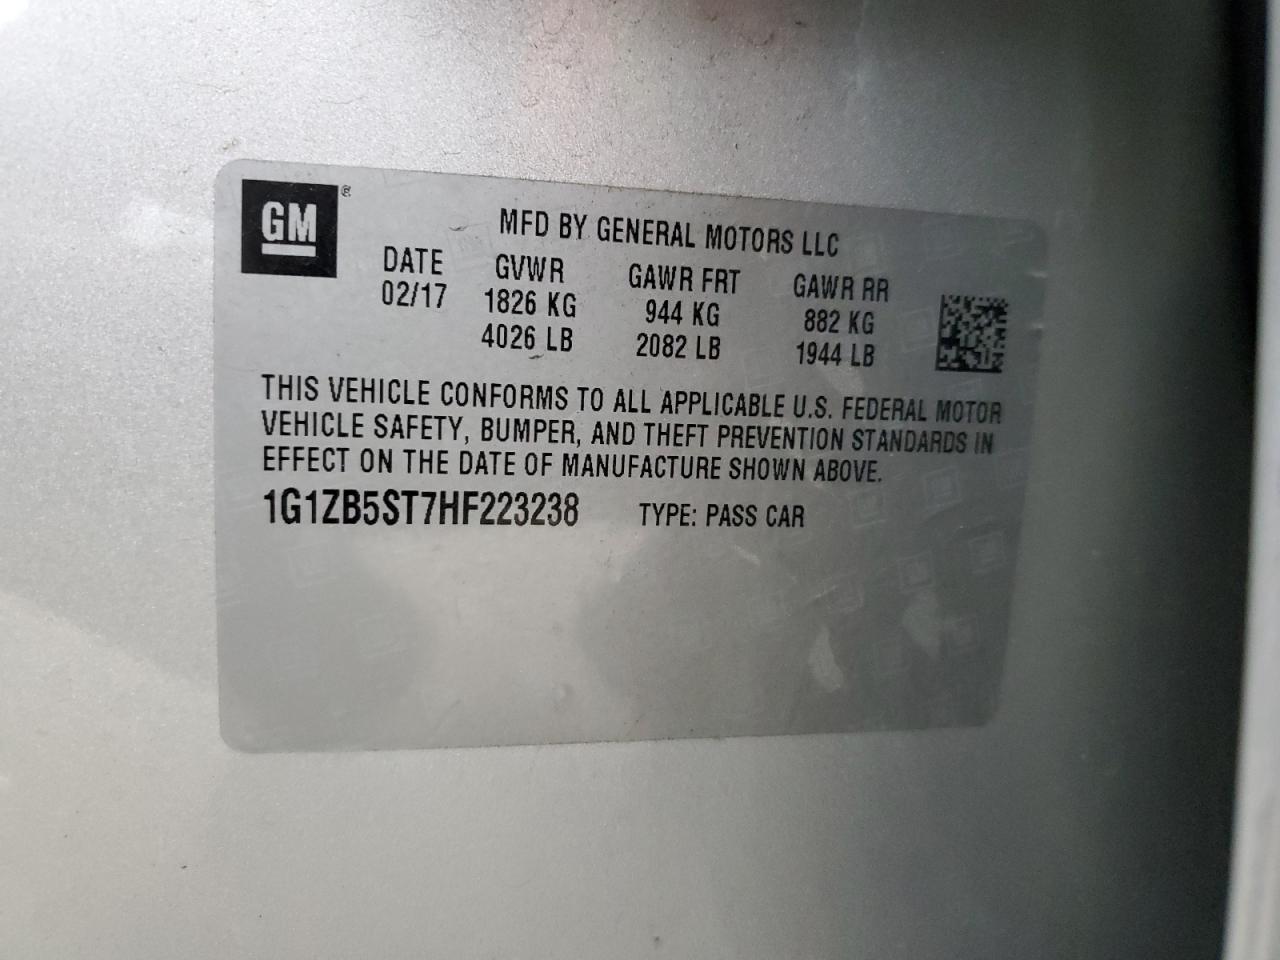 GM ®
MFD BY GENERAL MOTORS LLC
DATE GVWR GAWR FRT GAWR RR
02/17 1826 KG 944 KG 882 KG
4026 LB 2082 LB 1944 LB
THIS VEHICLE CONFORMS TO ALL APPLICABLE U.S. FEDERAL MOTOR
VEHICLE SAFETY, BUMPER, AND THEFT PREVENTION STANDARDS IN
EFFECT ON THE DATE OF MANUFACTURE SHOWN ABOVE.
1G1ZB5ST7HF223238 TYPE: PASS CAR